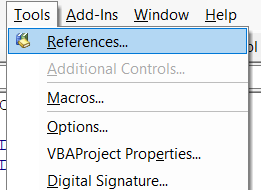 Tools Add-Ins Window Help
References...
Additional Controls...
Macros...
Options...
VBAProject Properties...
Digital Signature...